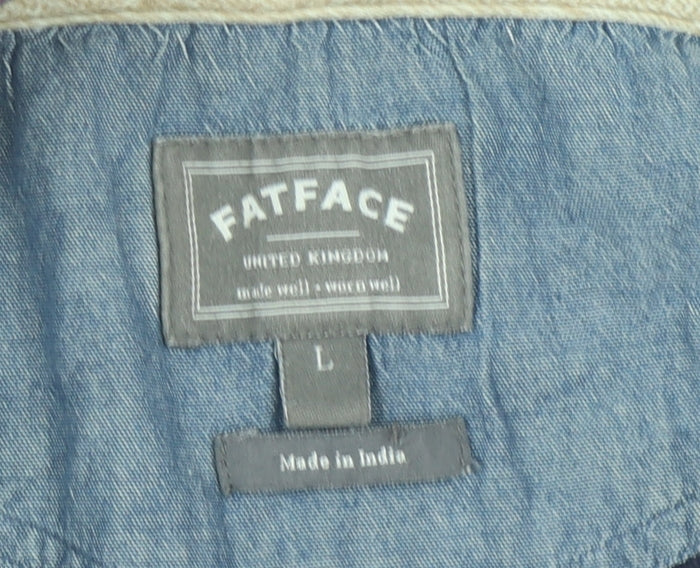 FATFACE
UNITED KINGDOM
made well • worn well
L
Made in India